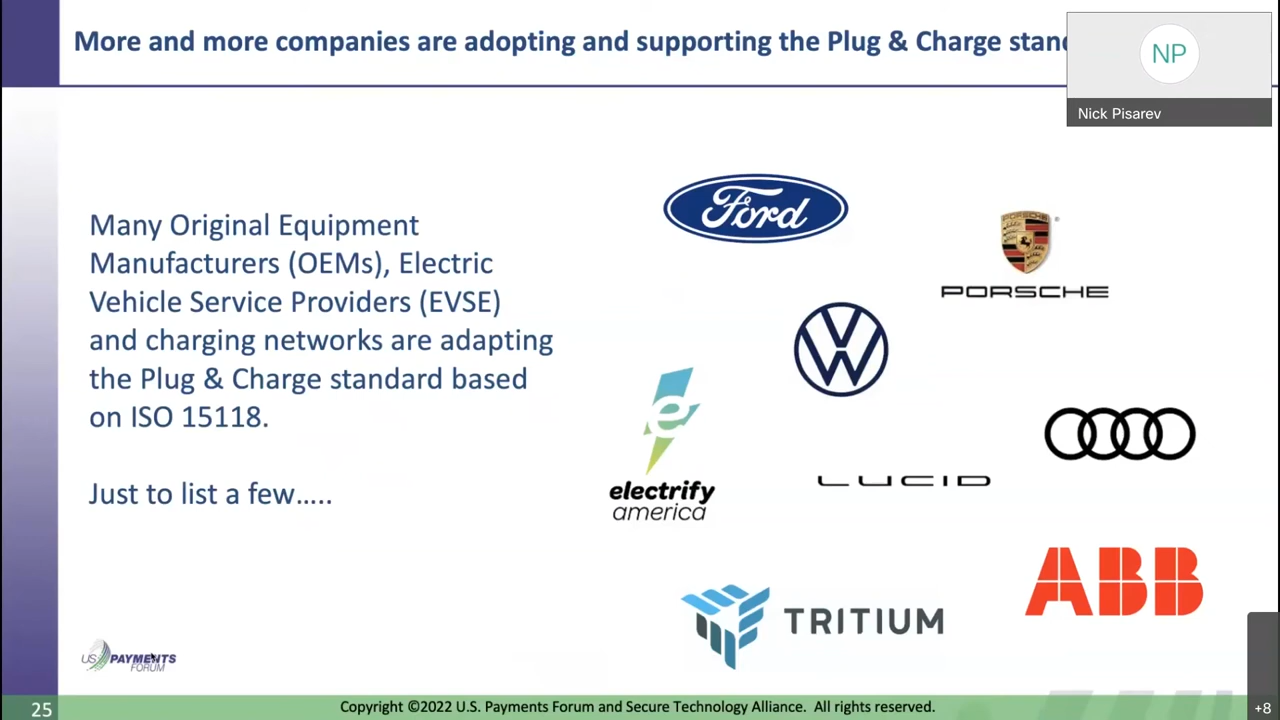 More and more companies are adopting and supporting the Plug & Charge stan
NP
Nick Pisarev
Many Original Equipment
Manufacturers (OEMs), Electric
Vehicle Service Providers (EVSE)
and charging networks are adapting
the Plug & Charge standard based
on ISO 15118.
Just to list a few.....
Ford
PORSCHE
PORSCHE
e
electrify
america
LUCID
ABB
TRITIUM
US PAYMENTS
FORUM
25
Copyright ©2022 U.S. Payments Forum and Secure Technology Alliance. All rights reserved.
+8